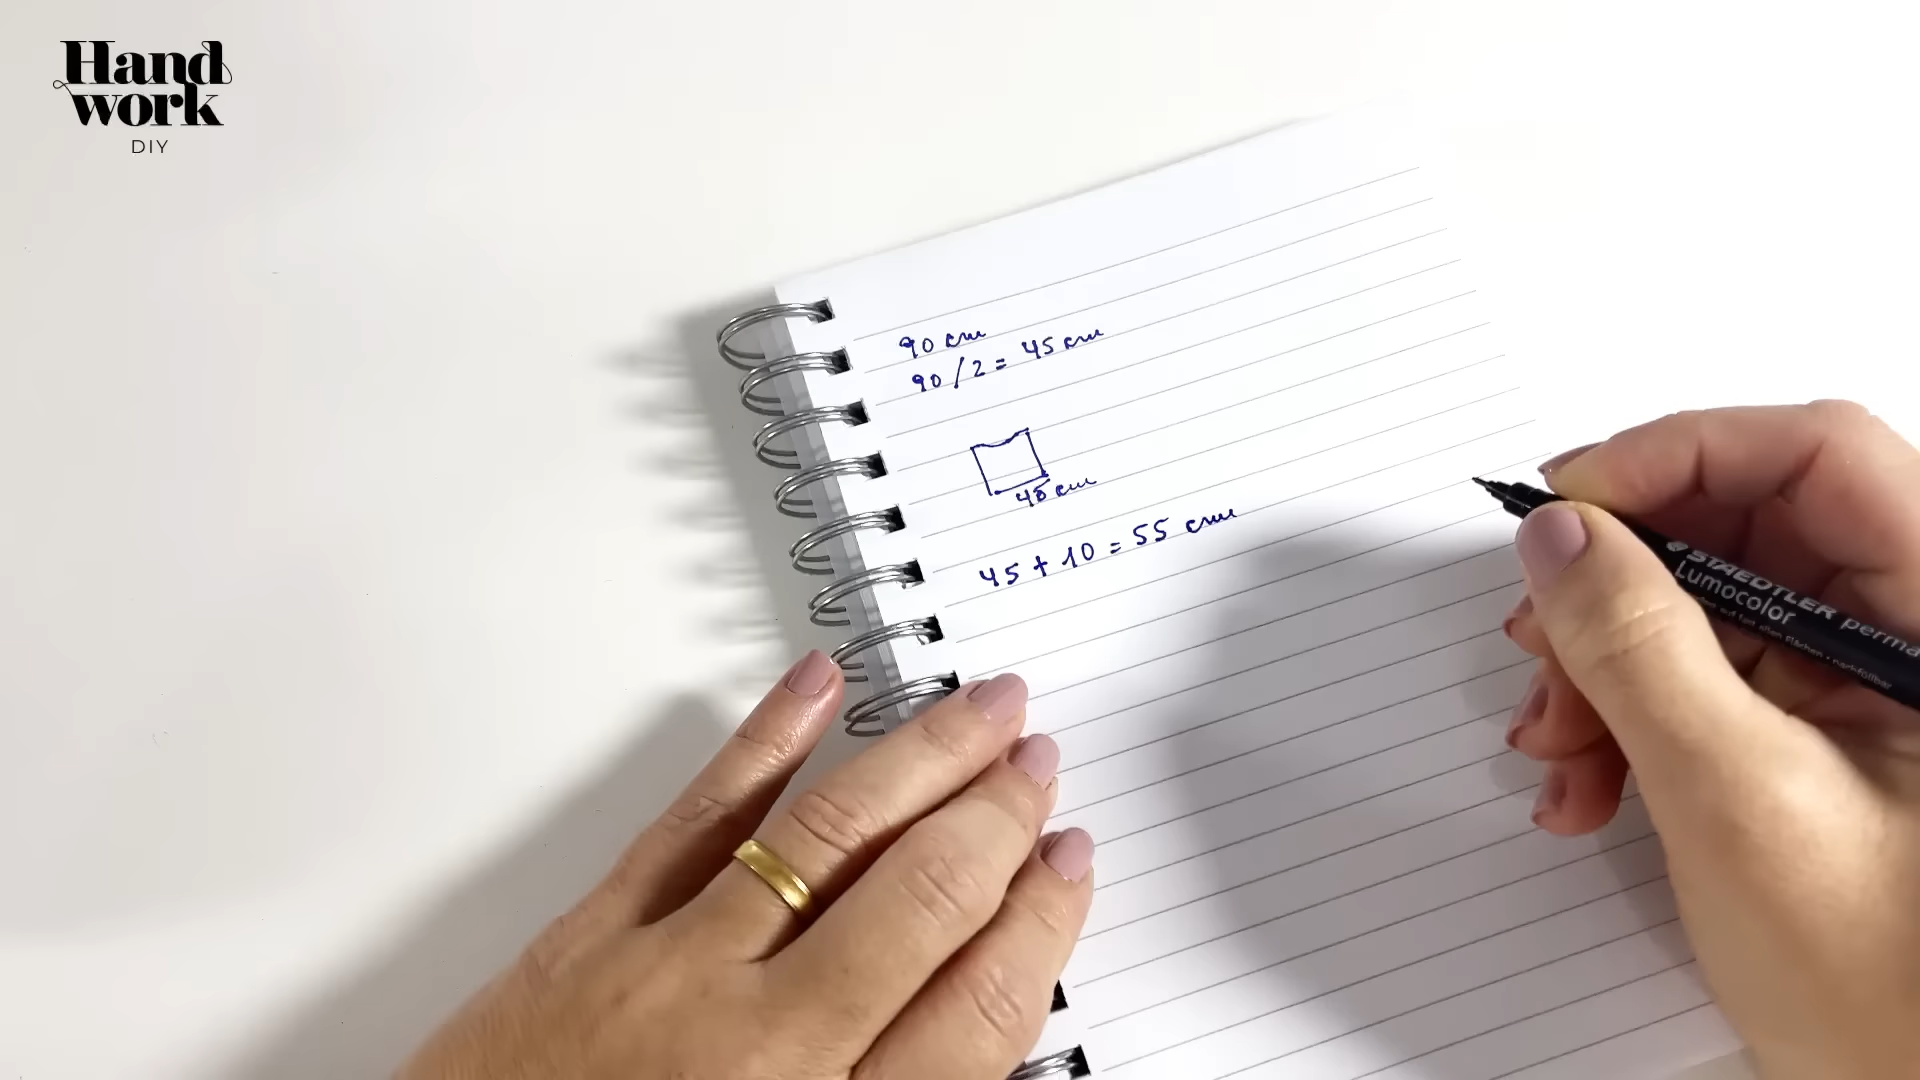 Hand
work
DIY
90 cm
90/2 = 45 cm
45 cm
45 + 10 = 55 cm
STAEDTLER perma
Lumocolor